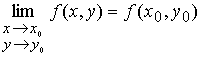 lim f(x, y) = f(x₀, y₀)
x→x₀
y→y₀